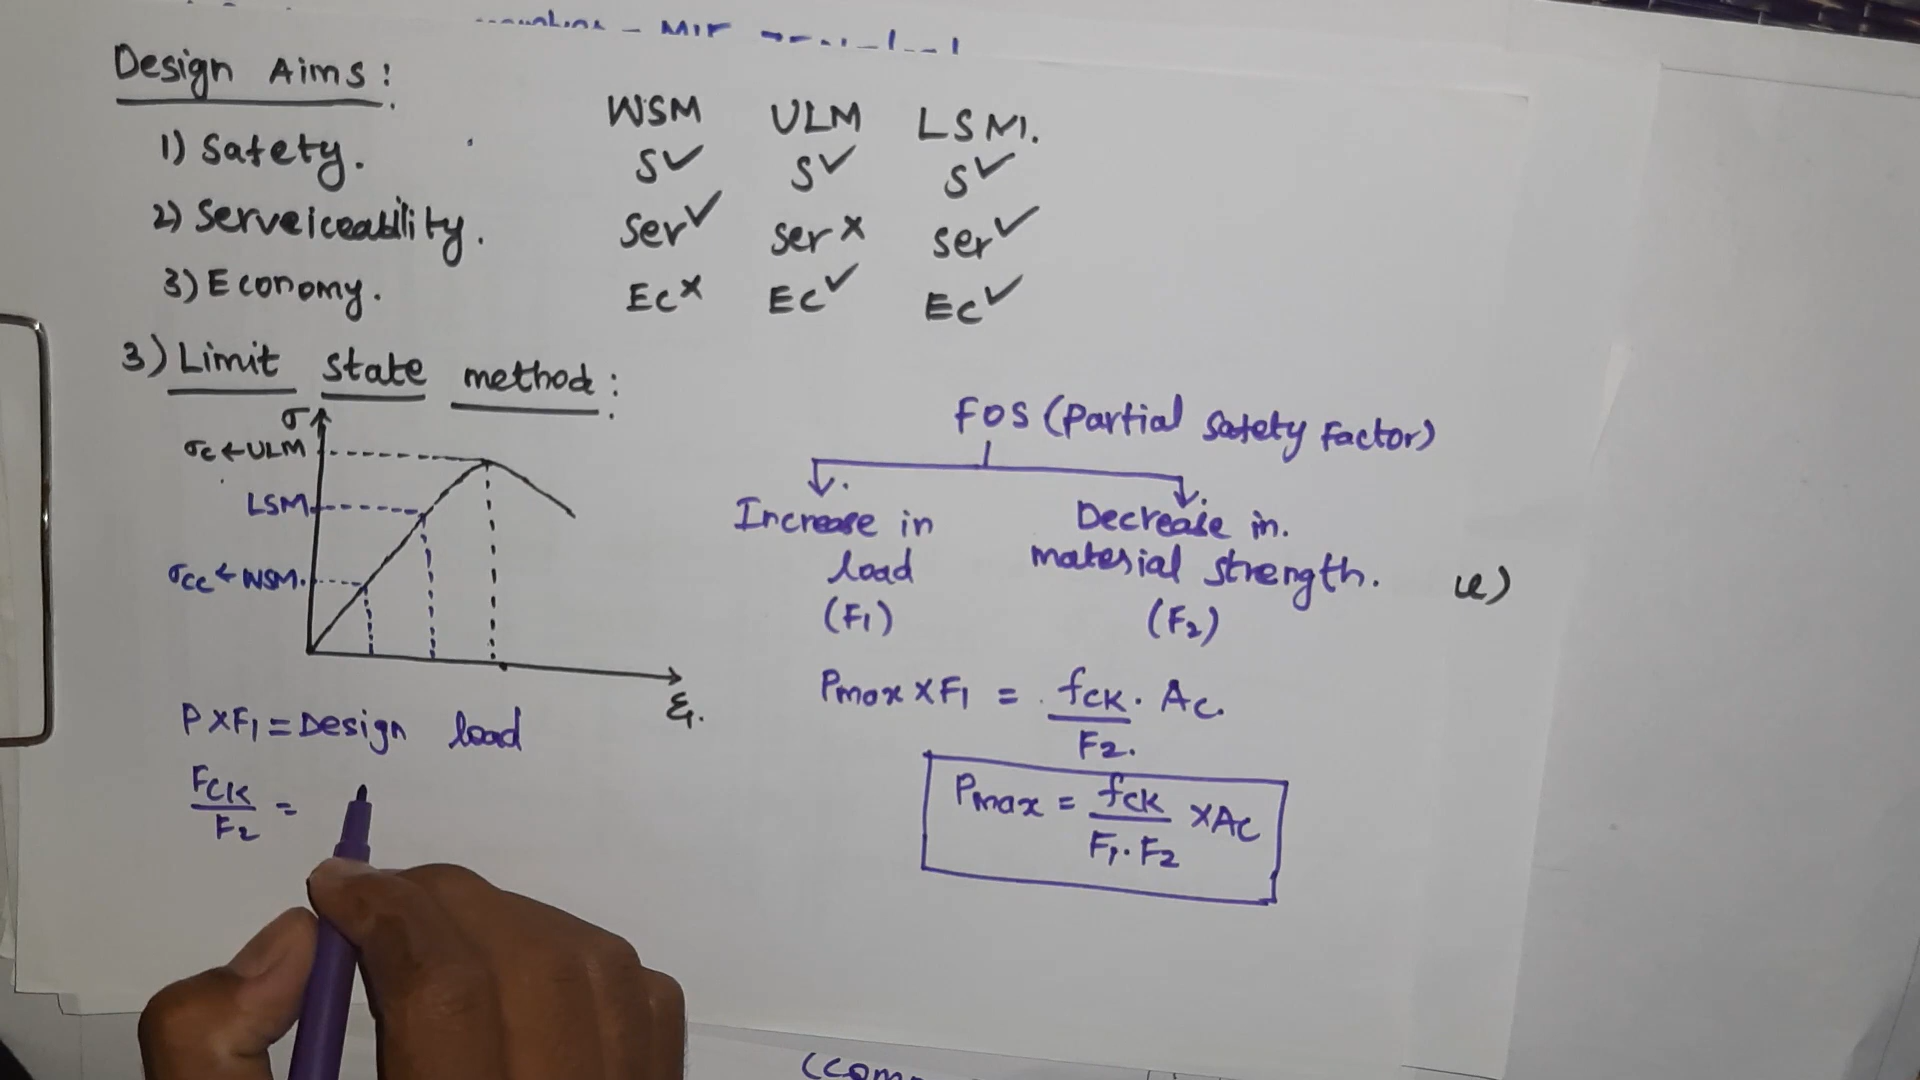 Design Aims:
1) Safety.
2) Serveiceability.
3) Economy.
WSM ULM LSM.
S✓ S✓ S✓
Ser✓ Ser× Ser✓
Ec× Ec✓ Ec✓
3) Limit state method:
σ
σc ← ULM
LSM
σcc ← WSM.
ε.
P×F1 = Design load
Fck/F2 =
FOS (Partial Safety Factor)
Increase in load (F1)
Decrease in. material strength. (F2)
ie)
Pmax × F1 = fck/F2. . Ac.
Pmax = fck/F1.F2 × Ac
(Com